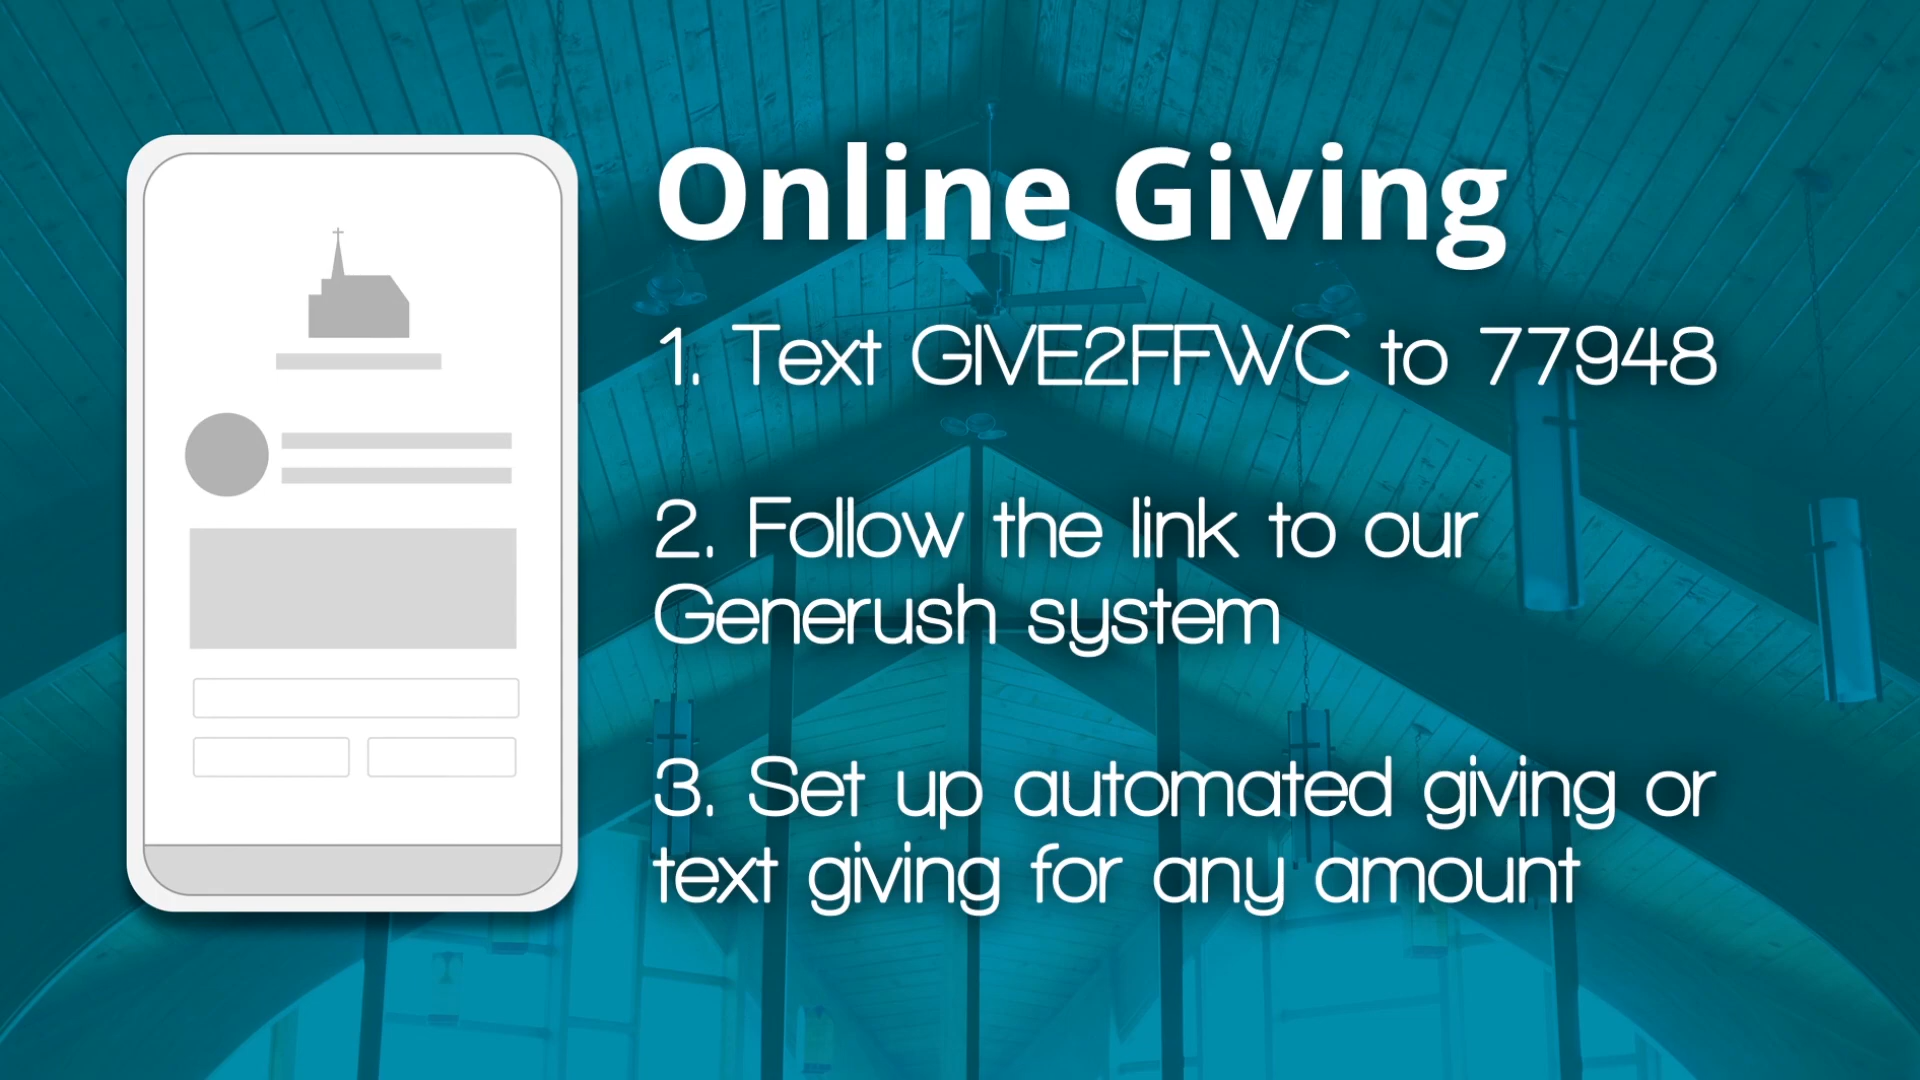 Online Giving
1. Text GIVE2FFWC to 77948
2. Follow the link to our
Generush system
3. Set up automated giving or
text giving for any amount